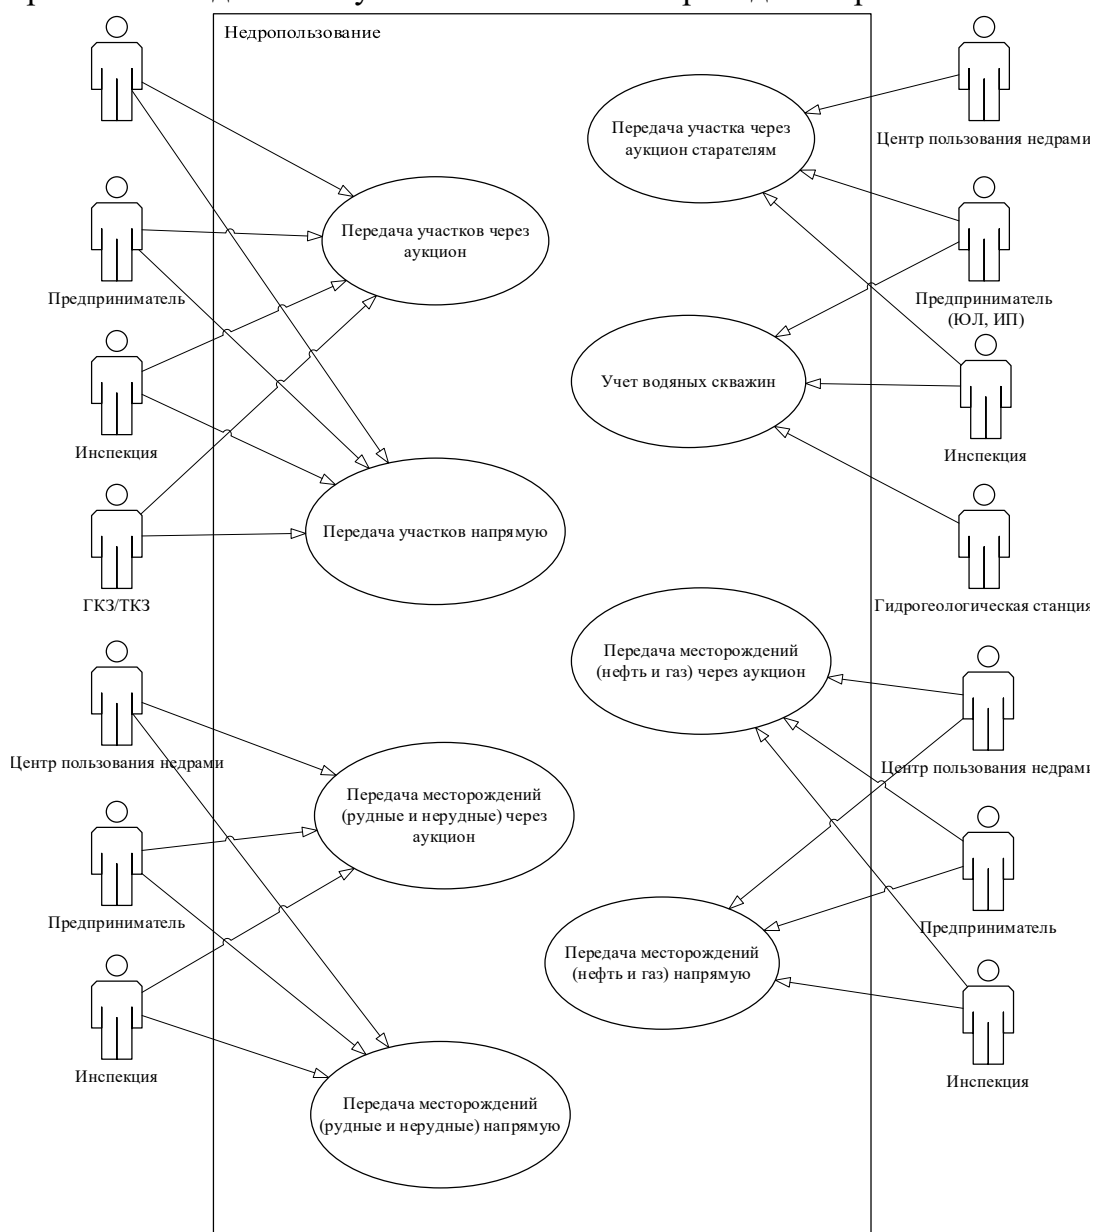 Недропользование
Передача участка через
аукцион старателям
Центр пользования недрами
Передача участков через
аукцион
Предприниматель
Предприниматель
(ЮЛ, ИП)
Учет водяных скважин
Инспекция
Инспекция
Передача участков напрямую
ГКЗ/ТКЗ
Гидрогеологическая станция
Передача месторождений
(нефть и газ) через аукцион
Центр пользования недрами
Центр пользования недрами
Передача месторождений
(рудные и нерудные) через
аукцион
Предприниматель
Предприниматель
Передача месторождений
(нефть и газ) напрямую
Инспекция
Инспекция
Передача месторождений
(рудные и нерудные) напрямую